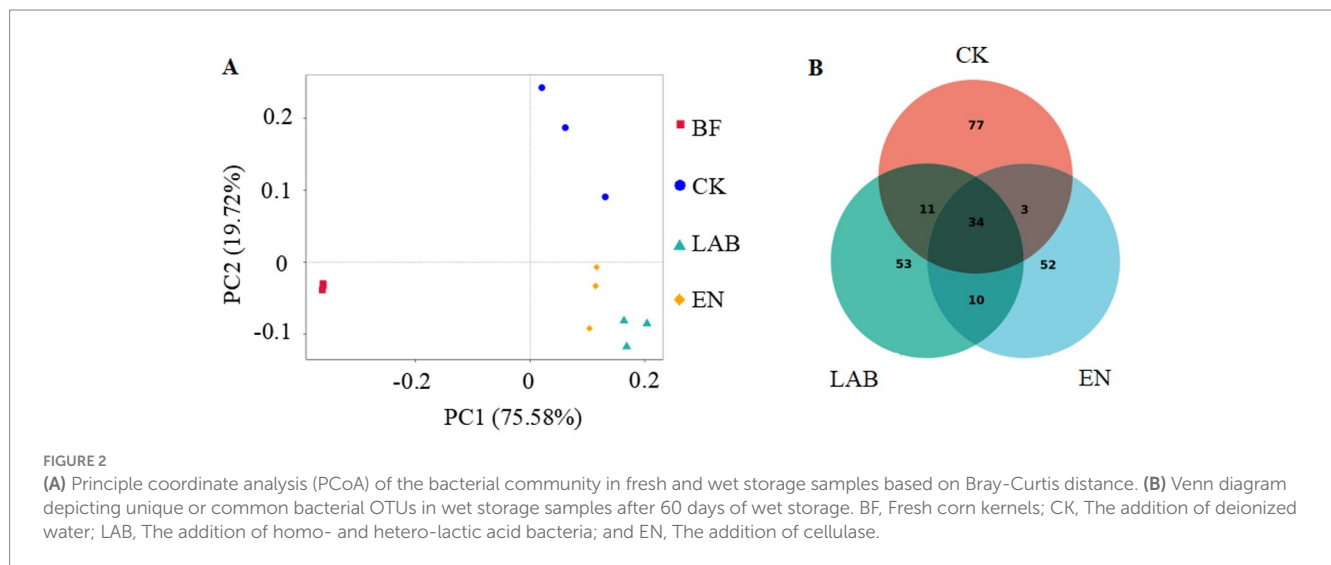 A
0.2
0.1
0
-0.1
PC2 (19.72%)
-0.2
0
0.2
PC1 (75.58%)
BF
CK
LAB
EN
B
CK
77
11
34
3
53
52
10
LAB
EN
FIGURE 2
(A) Principle coordinate analysis (PCoA) of the bacterial community in fresh and wet storage samples based on Bray-Curtis distance. (B) Venn diagram
depicting unique or common bacterial OTUs in wet storage samples after 60 days of wet storage. BF, Fresh corn kernels; CK, The addition of deionized
water; LAB, The addition of homo- and hetero-lactic acid bacteria; and EN, The addition of cellulase.